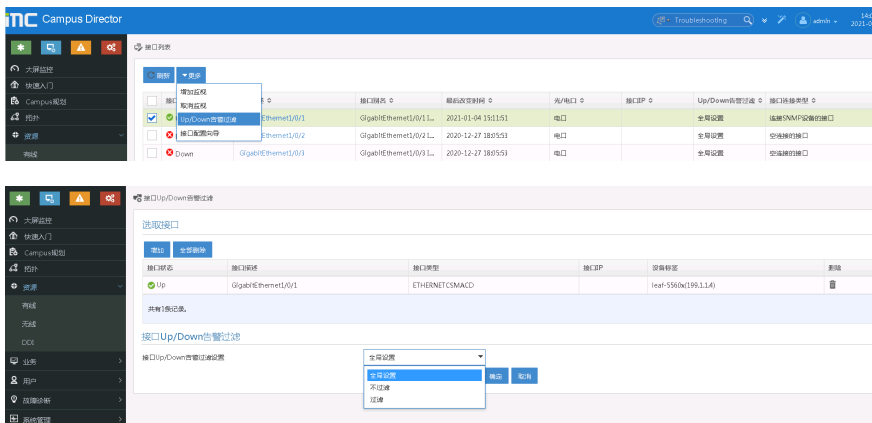 iMC Campus Director
Troubleshooting
admin
接口列表
大屏监控
快速入门
Campus规划
拓扑
资源
有线
刷新 更多
增加监视
取消监视
Up/Down告警过滤
接口配置向导
接口别名 最后改变时间 光/电口 接口IP Up/Down告警过滤 接口连接类型
Ethernet1/0/1 GigabitEthernet1/0/1 I... 2021-01-04 15:11:51 电口 全局设置 连接SNMP设备的接口
Ethernet1/0/2 GigabitEthernet1/0/2 I... 2020-12-27 18:05:53 电口 全局设置 空连接的接口
Down GigabitEthernet1/0/3 GigabitEthernet1/0/3 I... 2020-12-27 18:05:53 电口 全局设置 空连接的接口
接口Up/Down告警过滤
大屏监控
快速入门
Campus规划
拓扑
资源
有线
无线
DCI
业务
用户
故障诊断
系统管理
选取接口
增加 全部删除
接口状态 接口描述 接口类型 接口IP 设备标签 删除
Up GigabitEthernet1/0/1 ETHERNETCSMACD leaf-5560x(199.1.1.4)
共有1条记录。
接口Up/Down告警过滤
接口Up/Down告警过滤设置 全局设置
全局设置
不过滤
过滤
确定 取消